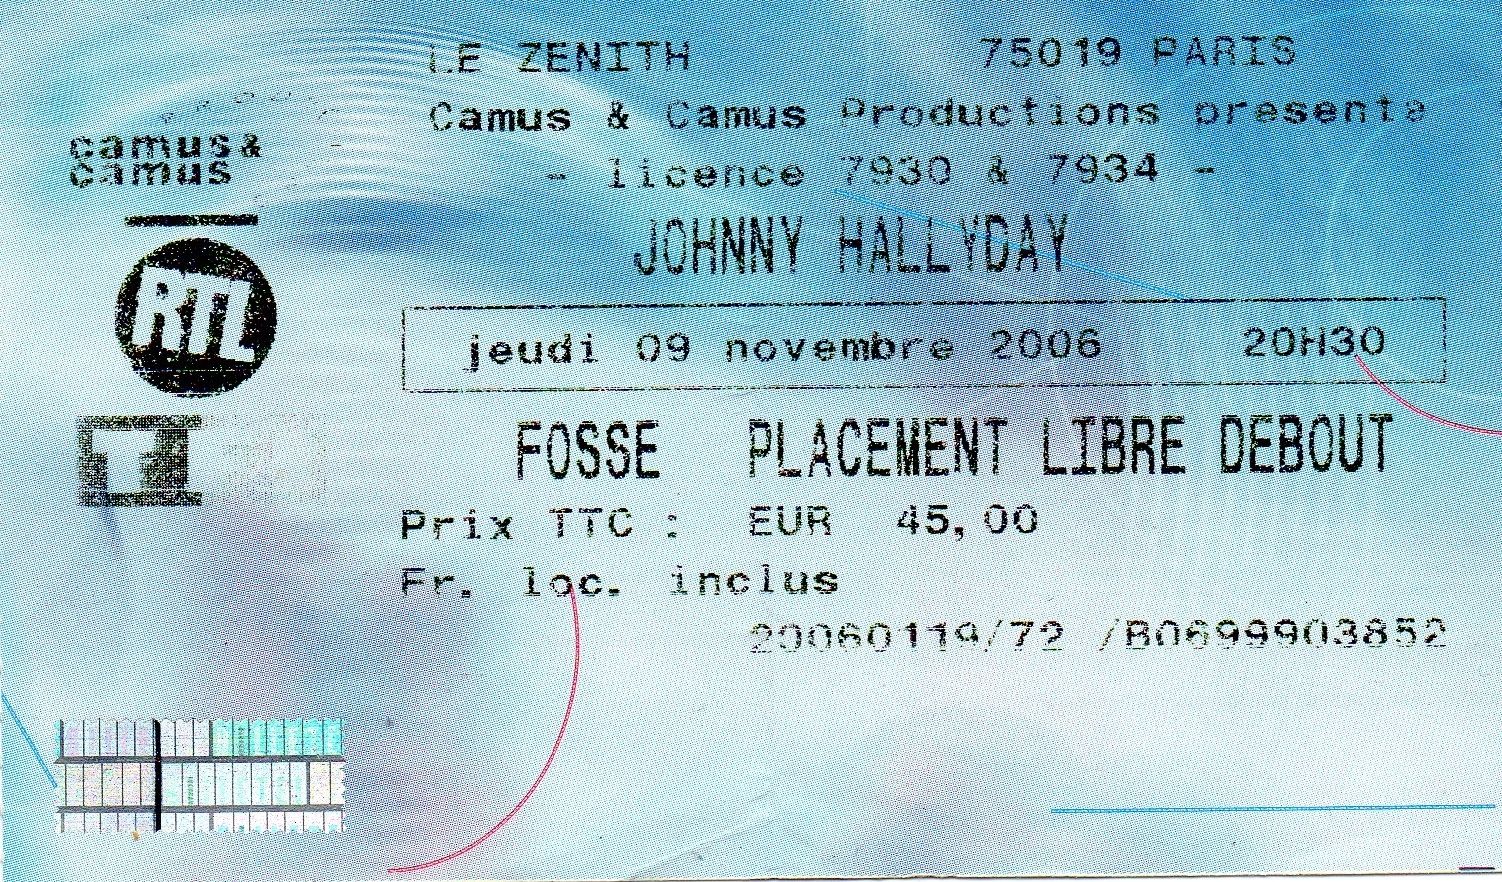 LE ZENITH 75019 PARIS
Camus & Camus Productions presente
- licence 7930 & 7934 -
camus&
camus
JOHNNY HALLYDAY
RTL
jeudi 09 novembre 2006 20H30
FOSSE PLACEMENT LIBRE DEBOUT
Prix TTC : EUR 45,00
Fr. loc. inclus
20060119/72 /B0699903852